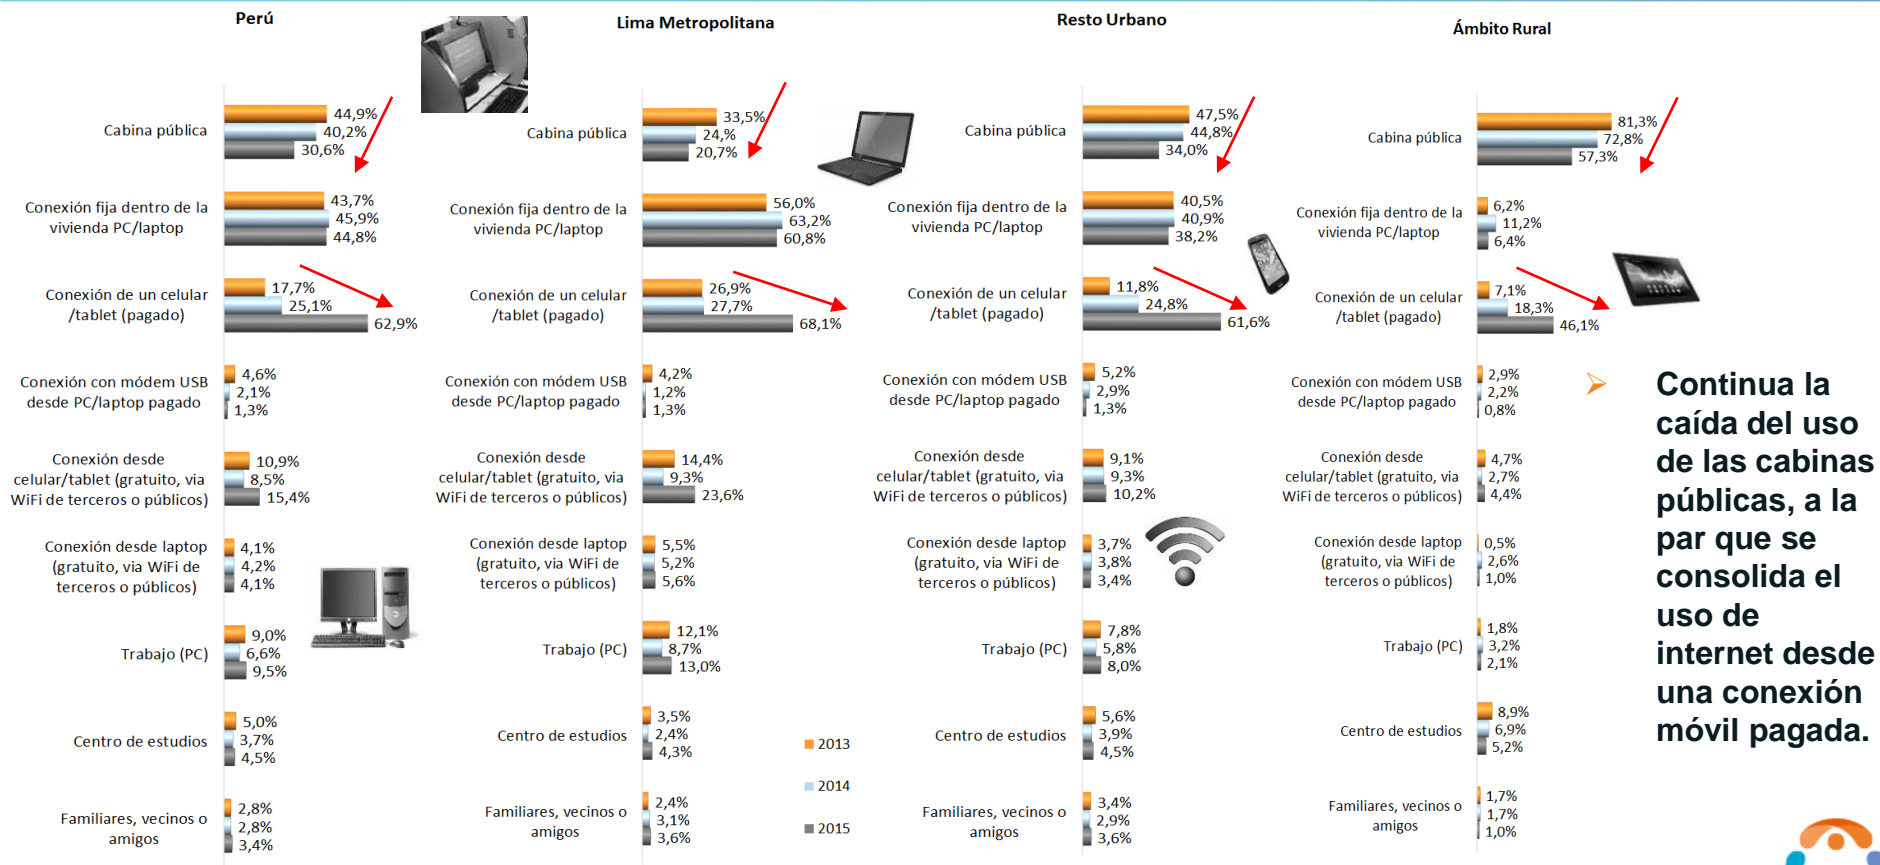 Perú
Cabina pública
44,9%
40,2%
30,6%
Conexión fija dentro de la
vivienda PC/laptop
43,7%
45,9%
44,8%
Conexión de un celular
/tablet (pagado)
17,7%
25,1%
62,9%
Conexión con módem USB
desde PC/laptop pagado
4,6%
2,1%
1,3%
Conexión desde
celular/tablet (gratuito, via
WiFi de terceros o públicos)
10,9%
8,5%
15,4%
Conexión desde laptop
(gratuito, via WiFi de
terceros o públicos)
4,1%
4,2%
4,1%
Trabajo (PC)
9,0%
6,6%
9,5%
Centro de estudios
5,0%
3,7%
4,5%
Familiares, vecinos o
amigos
2,8%
2,8%
3,4%
Lima Metropolitana
Cabina pública
33,5%
24,%
20,7%
Conexión fija dentro de la
vivienda PC/laptop
56,0%
63,2%
60,8%
Conexión de un celular
/tablet (pagado)
26,9%
27,7%
68,1%
Conexión con módem USB
desde PC/laptop pagado
4,2%
1,2%
1,3%
Conexión desde
celular/tablet (gratuito, via
WiFi de terceros o públicos)
14,4%
9,3%
23,6%
Conexión desde laptop
(gratuito, via WiFi de
terceros o públicos)
5,5%
5,2%
5,6%
Trabajo (PC)
12,1%
8,7%
13,0%
Centro de estudios
3,5%
2,4%
4,3%
Familiares, vecinos o
amigos
2,4%
3,1%
3,6%
2013
2014
2015
Resto Urbano
Cabina pública
47,5%
44,8%
34,0%
Conexión fija dentro de la
vivienda PC/laptop
40,5%
40,9%
38,2%
Conexión de un celular
/tablet (pagado)
11,8%
24,8%
61,6%
Conexión con módem USB
desde PC/laptop pagado
5,2%
2,9%
1,3%
Conexión desde
celular/tablet (gratuito, via
WiFi de terceros o públicos)
9,1%
9,3%
10,2%
Conexión desde laptop
(gratuito, via WiFi de
terceros o públicos)
3,7%
3,8%
3,4%
Trabajo (PC)
7,8%
5,8%
8,0%
Centro de estudios
5,6%
3,9%
4,5%
Familiares, vecinos o
amigos
3,4%
2,9%
3,6%
Ámbito Rural
Cabina pública
81,3%
72,8%
57,3%
Conexión fija dentro de la
vivienda PC/laptop
6,2%
11,2%
6,4%
Conexión de un celular
/tablet (pagado)
7,1%
18,3%
46,1%
Conexión con módem USB
desde PC/laptop pagado
2,9%
2,2%
0,8%
Conexión desde
celular/tablet (gratuito, via
WiFi de terceros o públicos)
4,7%
2,7%
4,4%
Conexión desde laptop
(gratuito, via WiFi de
terceros o públicos)
0,5%
2,6%
1,0%
Trabajo (PC)
1,8%
3,2%
2,1%
Centro de estudios
8,9%
6,9%
5,2%
Familiares, vecinos o
amigos
1,7%
1,7%
1,0%
Continua la
caída del uso
de las cabinas
públicas, a la
par que se
consolida el
uso de
internet desde
una conexión
móvil pagada.